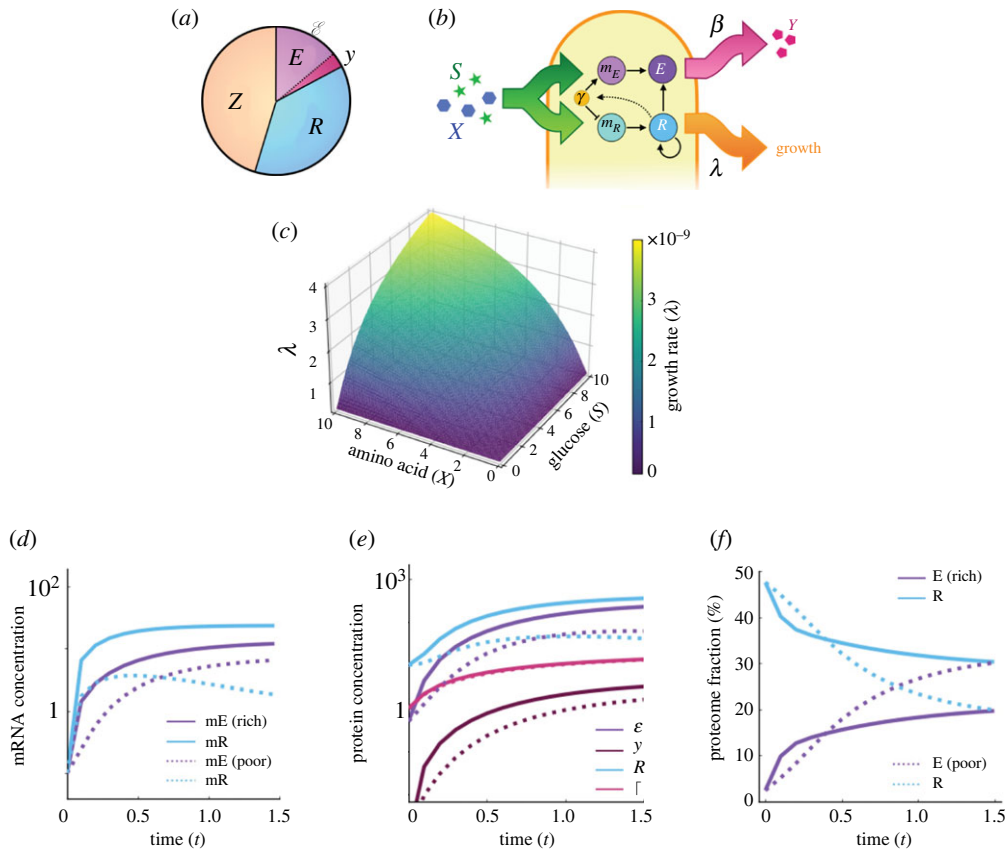 (a)
ℰ
E
y
Z
R
(b)
β
Y
S
X
m_E
E
γ
m_R
R
λ
growth
(c)
4
3
2
1
λ
10
8
6
4
2
0
amino acid (X)
10
8
6
4
2
0
glucose (S)
×10⁻⁹
3
2
1
0
growth rate (λ)
(d)
10²
1
mRNA concentration
mE (rich)
mR
mE (poor)
mR
0 0.5 1.0 1.5
time (t)
(e)
10³
1
protein concentration
ε
y
R
Γ
0 0.5 1.0 1.5
time (t)
(f)
50
40
30
20
10
0
proteome fraction (%)
E (rich)
R
E (poor)
R
0 0.5 1.0 1.5
time (t)